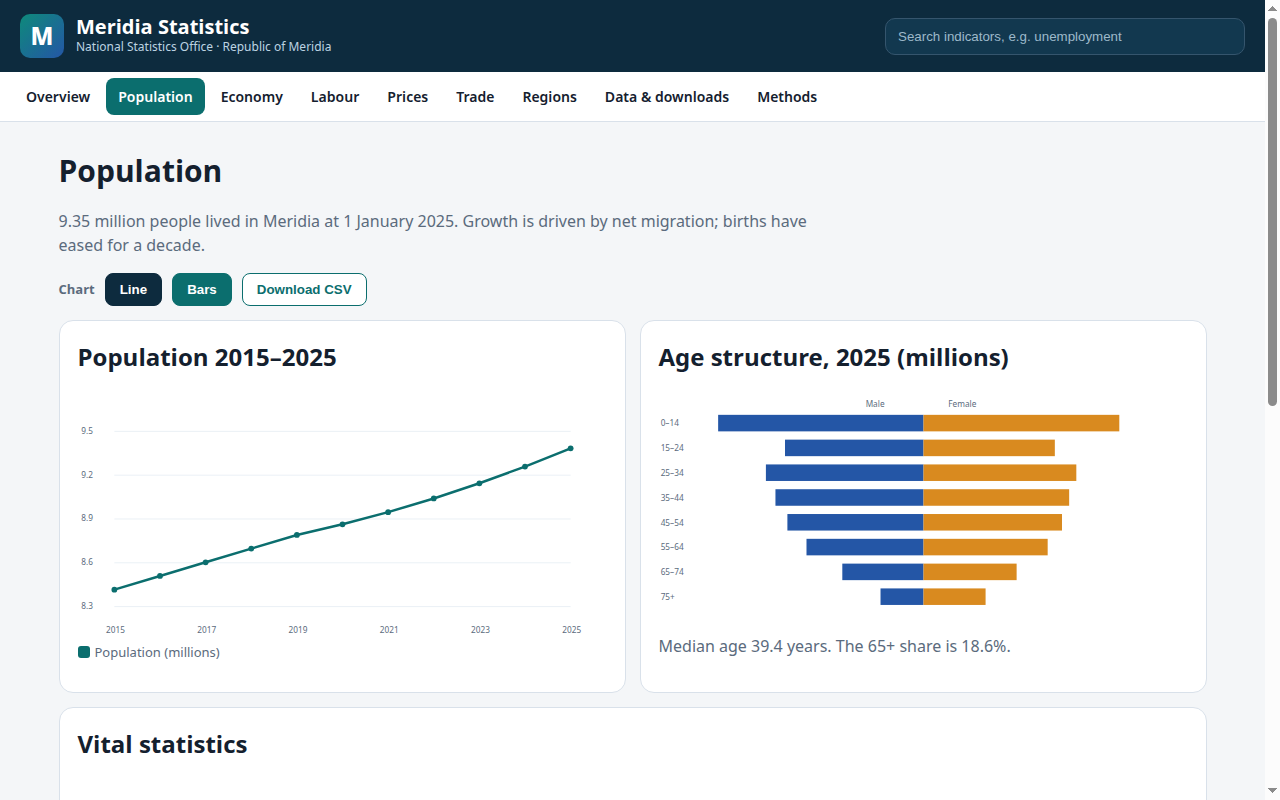 M
Meridia Statistics
National Statistics Office · Republic of Meridia
Search indicators, e.g. unemployment
Overview
Population
Economy
Labour
Prices
Trade
Regions
Data & downloads
Methods
Population
9.35 million people lived in Meridia at 1 January 2025. Growth is driven by net migration; births have
eased for a decade.
Chart
Line
Bars
Download CSV
Population 2015–2025
9.5
9.2
8.9
8.6
8.3
2015
2017
2019
2021
2023
2025
Population (millions)
Age structure, 2025 (millions)
Male
Female
0–14
15–24
25–34
35–44
45–54
55–64
65–74
75+
Median age 39.4 years. The 65+ share is 18.6%.
Vital statistics